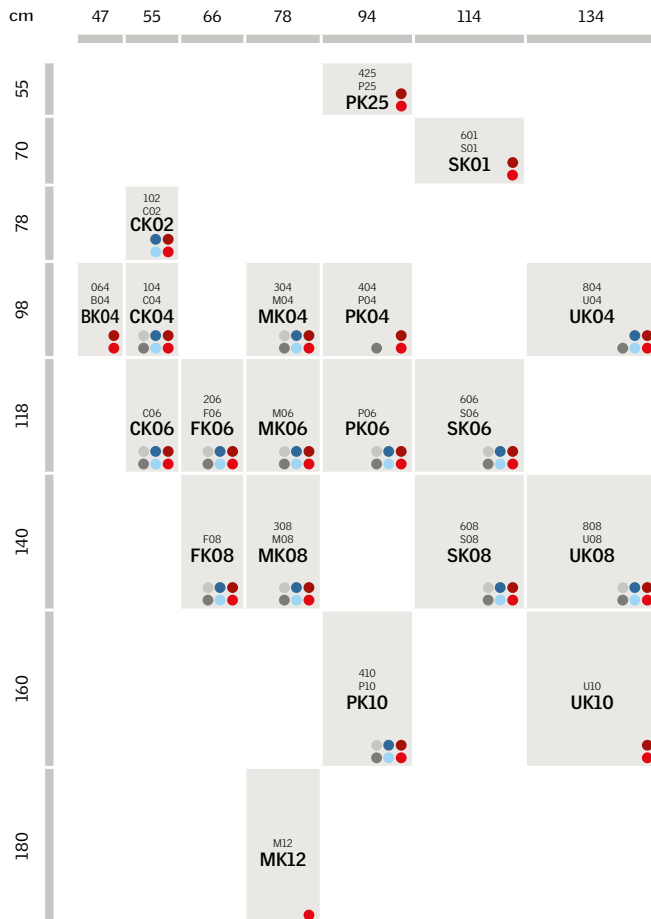 cm 47 55 66 78 94 114 134
55
425
P25
PK25
70
601
S01
SK01
78
102
C02
CK02
98
064
B04
BK04
104
C04
CK04
304
M04
MK04
404
P04
PK04
804
U04
UK04
118
C06
CK06
206
F06
FK06
M06
MK06
P06
PK06
606
S06
SK06
140
F08
FK08
308
M08
MK08
608
S08
SK08
808
U08
UK08
160
410
P10
PK10
U10
UK10
180
M12
MK12